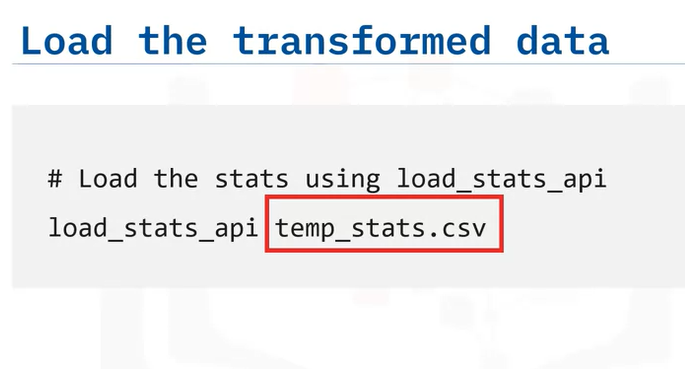 Load the transformed data
# Load the stats using load_stats_api
load_stats_api temp_stats.csv